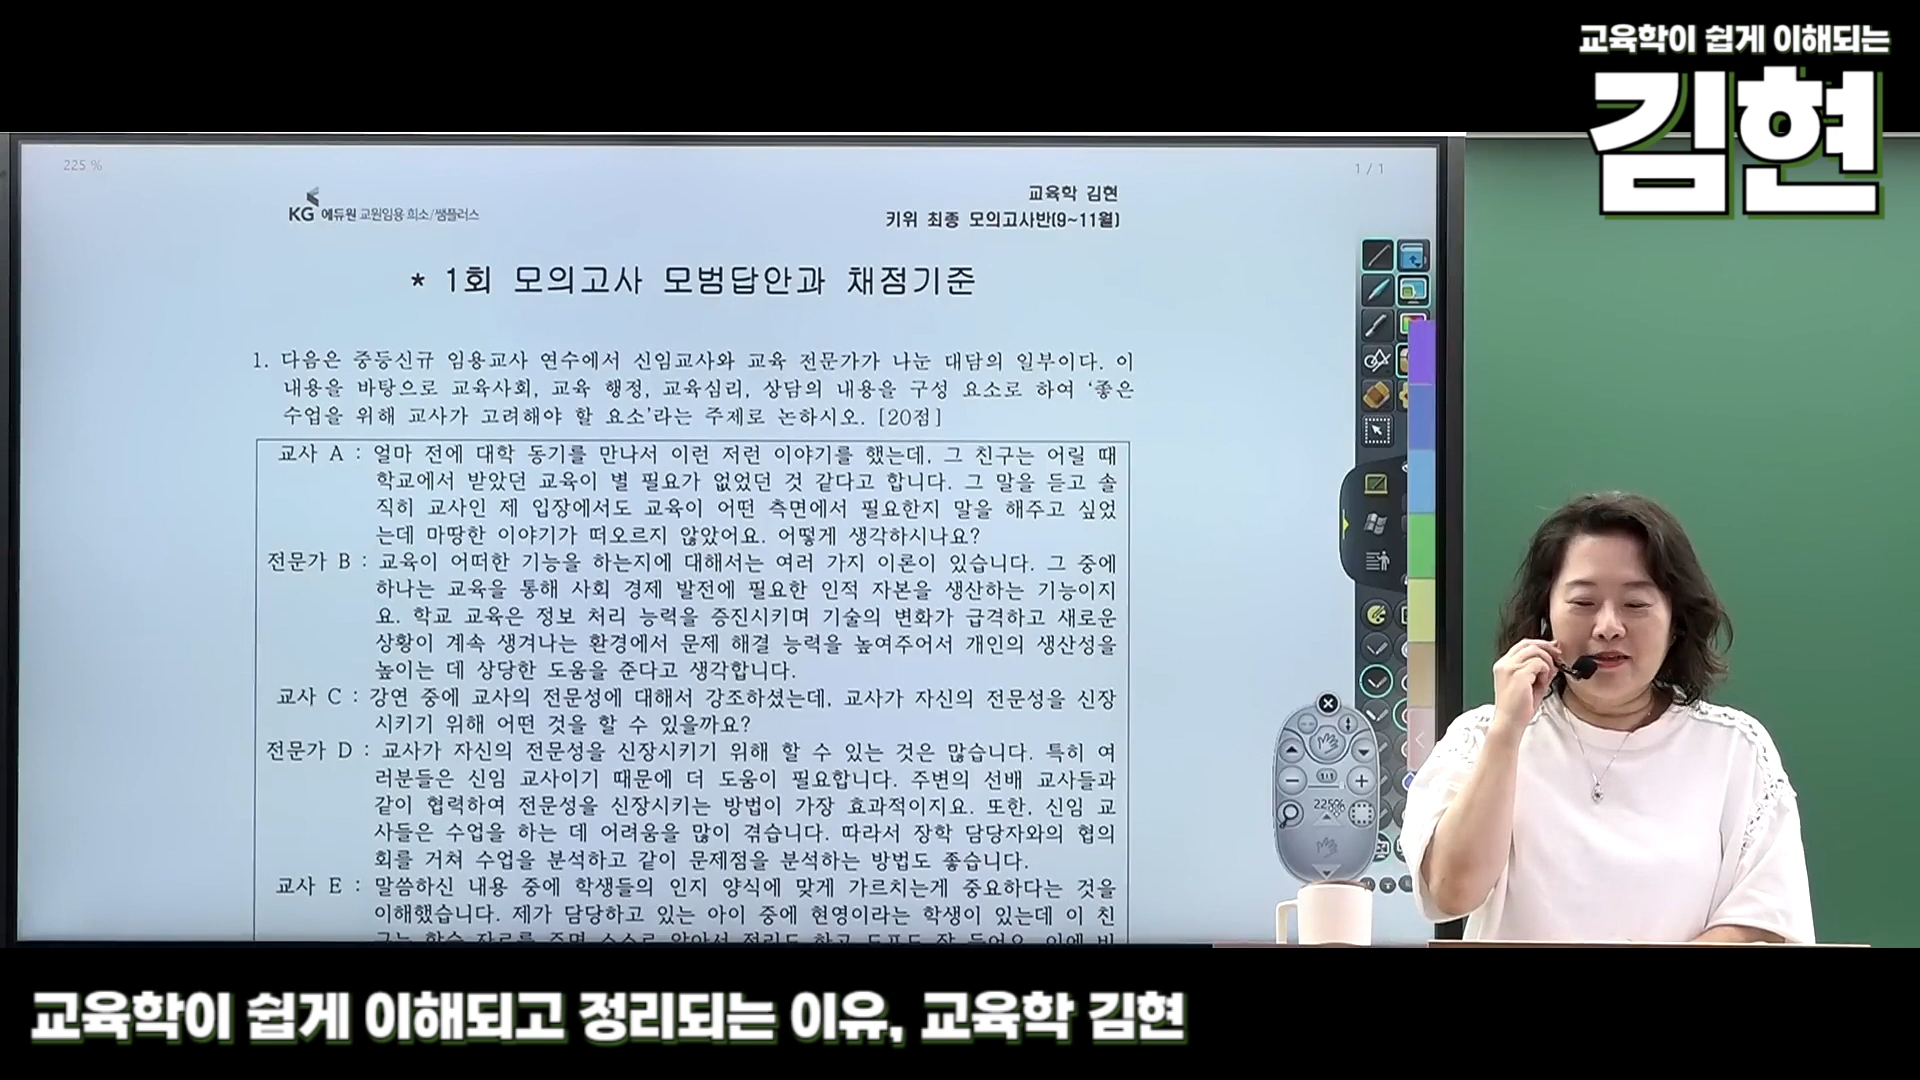 교육학이 쉽게 이해되는
김현
225 %
1 / 1
KG 에듀원 교원임용 희소/쌤플러스
교육학 김현
키위 최종 모의고사반(9~11월)
* 1회 모의고사 모범답안과 채점기준
1. 다음은 중등신규 임용교사 연수에서 신임교사와 교육 전문가가 나눈 대담의 일부이다. 이
내용을 바탕으로 교육사회, 교육 행정, 교육심리, 상담의 내용을 구성 요소로 하여 ‘좋은
수업을 위해 교사가 고려해야 할 요소’라는 주제로 논하시오. [20점]
교사 A : 얼마 전에 대학 동기를 만나서 이런 저런 이야기를 했는데, 그 친구는 어릴 때
학교에서 받았던 교육이 별 필요가 없었던 것 같다고 합니다. 그 말을 듣고 솔
직히 교사인 제 입장에서도 교육이 어떤 측면에서 필요한지 말을 해주고 싶었
는데 마땅한 이야기가 떠오르지 않았어요. 어떻게 생각하시나요?
전문가 B : 교육이 어떠한 기능을 하는지에 대해서는 여러 가지 이론이 있습니다. 그 중에
하나는 교육을 통해 사회 경제 발전에 필요한 인적 자본을 생산하는 기능이지
요. 학교 교육은 정보 처리 능력을 증진시키며 기술의 변화가 급격하고 새로운
상황이 계속 생겨나는 환경에서 문제 해결 능력을 높여주어서 개인의 생산성을
높이는 데 상당한 도움을 준다고 생각합니다.
교사 C : 강연 중에 교사의 전문성에 대해서 강조하셨는데, 교사가 자신의 전문성을 신장
시키기 위해 어떤 것을 할 수 있을까요?
전문가 D : 교사가 자신의 전문성을 신장시키기 위해 할 수 있는 것은 많습니다. 특히 여
러분들은 신임 교사이기 때문에 더 도움이 필요합니다. 주변의 선배 교사들과
같이 협력하여 전문성을 신장시키는 방법이 가장 효과적이지요. 또한, 신임 교
사들은 수업을 하는 데 어려움을 많이 겪습니다. 따라서 장학 담당자와의 협의
회를 거쳐 수업을 분석하고 같이 문제점을 분석하는 방법도 좋습니다.
교사 E : 말씀하신 내용 중에 학생들의 인지 양식에 맞게 가르치는게 중요하다는 것을
이해했습니다. 제가 담당하고 있는 아이 중에 현영이라는 학생이 있는데 이 친
225%
교육학이 쉽게 이해되고 정리되는 이유, 교육학 김현